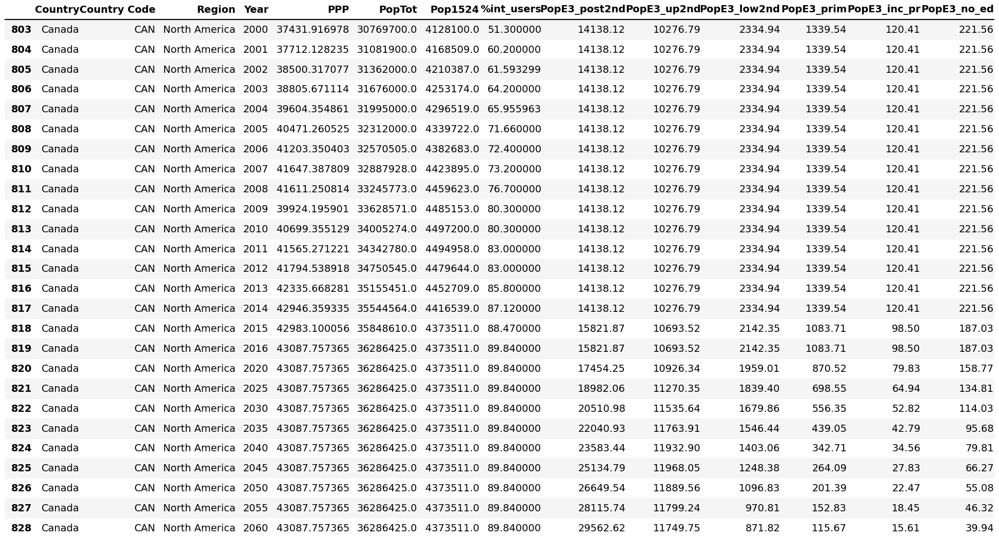 Country Country Code Region Year PPP PopTot Pop1524 %int_users PopE3_post2nd PopE3_up2nd PopE3_low2nd PopE3_prim PopE3_inc_pr PopE3_no_ed
803 Canada CAN North America 2000 37431.916978 30769700.0 4128100.0 51.300000 14138.12 10276.79 2334.94 1339.54 120.41 221.56
804 Canada CAN North America 2001 37712.128235 31081900.0 4168509.0 60.200000 14138.12 10276.79 2334.94 1339.54 120.41 221.56
805 Canada CAN North America 2002 38500.317077 31362000.0 4210387.0 61.593299 14138.12 10276.79 2334.94 1339.54 120.41 221.56
806 Canada CAN North America 2003 38805.671114 31676000.0 4253174.0 64.200000 14138.12 10276.79 2334.94 1339.54 120.41 221.56
807 Canada CAN North America 2004 39604.354861 31995000.0 4296519.0 65.955963 14138.12 10276.79 2334.94 1339.54 120.41 221.56
808 Canada CAN North America 2005 40471.260525 32312000.0 4339722.0 71.660000 14138.12 10276.79 2334.94 1339.54 120.41 221.56
809 Canada CAN North America 2006 41203.350403 32570505.0 4382683.0 72.400000 14138.12 10276.79 2334.94 1339.54 120.41 221.56
810 Canada CAN North America 2007 41647.387809 32887928.0 4423895.0 73.200000 14138.12 10276.79 2334.94 1339.54 120.41 221.56
811 Canada CAN North America 2008 41611.250814 33245773.0 4459623.0 76.700000 14138.12 10276.79 2334.94 1339.54 120.41 221.56
812 Canada CAN North America 2009 39924.195901 33628571.0 4485153.0 80.300000 14138.12 10276.79 2334.94 1339.54 120.41 221.56
813 Canada CAN North America 2010 40699.355129 34005274.0 4497200.0 80.300000 14138.12 10276.79 2334.94 1339.54 120.41 221.56
814 Canada CAN North America 2011 41565.271221 34342780.0 4494958.0 83.000000 14138.12 10276.79 2334.94 1339.54 120.41 221.56
815 Canada CAN North America 2012 41794.538918 34750545.0 4479644.0 83.000000 14138.12 10276.79 2334.94 1339.54 120.41 221.56
816 Canada CAN North America 2013 42335.668281 35155451.0 4452709.0 85.800000 14138.12 10276.79 2334.94 1339.54 120.41 221.56
817 Canada CAN North America 2014 42946.359335 35544564.0 4416539.0 87.120000 14138.12 10276.79 2334.94 1339.54 120.41 221.56
818 Canada CAN North America 2015 42983.100056 35848610.0 4373511.0 88.470000 15821.87 10693.52 2142.35 1083.71 98.50 187.03
819 Canada CAN North America 2016 43087.757365 36286425.0 4373511.0 89.840000 15821.87 10693.52 2142.35 1083.71 98.50 187.03
820 Canada CAN North America 2020 43087.757365 36286425.0 4373511.0 89.840000 17454.25 10926.34 1959.01 870.52 79.83 158.77
821 Canada CAN North America 2025 43087.757365 36286425.0 4373511.0 89.840000 18982.06 11270.35 1839.40 698.55 64.94 134.81
822 Canada CAN North America 2030 43087.757365 36286425.0 4373511.0 89.840000 20510.98 11535.64 1679.86 556.35 52.82 114.03
823 Canada CAN North America 2035 43087.757365 36286425.0 4373511.0 89.840000 22040.93 11763.91 1546.44 439.05 42.79 95.68
824 Canada CAN North America 2040 43087.757365 36286425.0 4373511.0 89.840000 23583.44 11932.90 1403.06 342.71 34.56 79.81
825 Canada CAN North America 2045 43087.757365 36286425.0 4373511.0 89.840000 25134.79 11968.05 1248.38 264.09 27.83 66.27
826 Canada CAN North America 2050 43087.757365 36286425.0 4373511.0 89.840000 26649.54 11889.56 1096.83 201.39 22.47 55.08
827 Canada CAN North America 2055 43087.757365 36286425.0 4373511.0 89.840000 28115.74 11799.24 970.81 152.83 18.45 46.32
828 Canada CAN North America 2060 43087.757365 36286425.0 4373511.0 89.840000 29562.62 11749.75 871.82 115.67 15.61 39.94